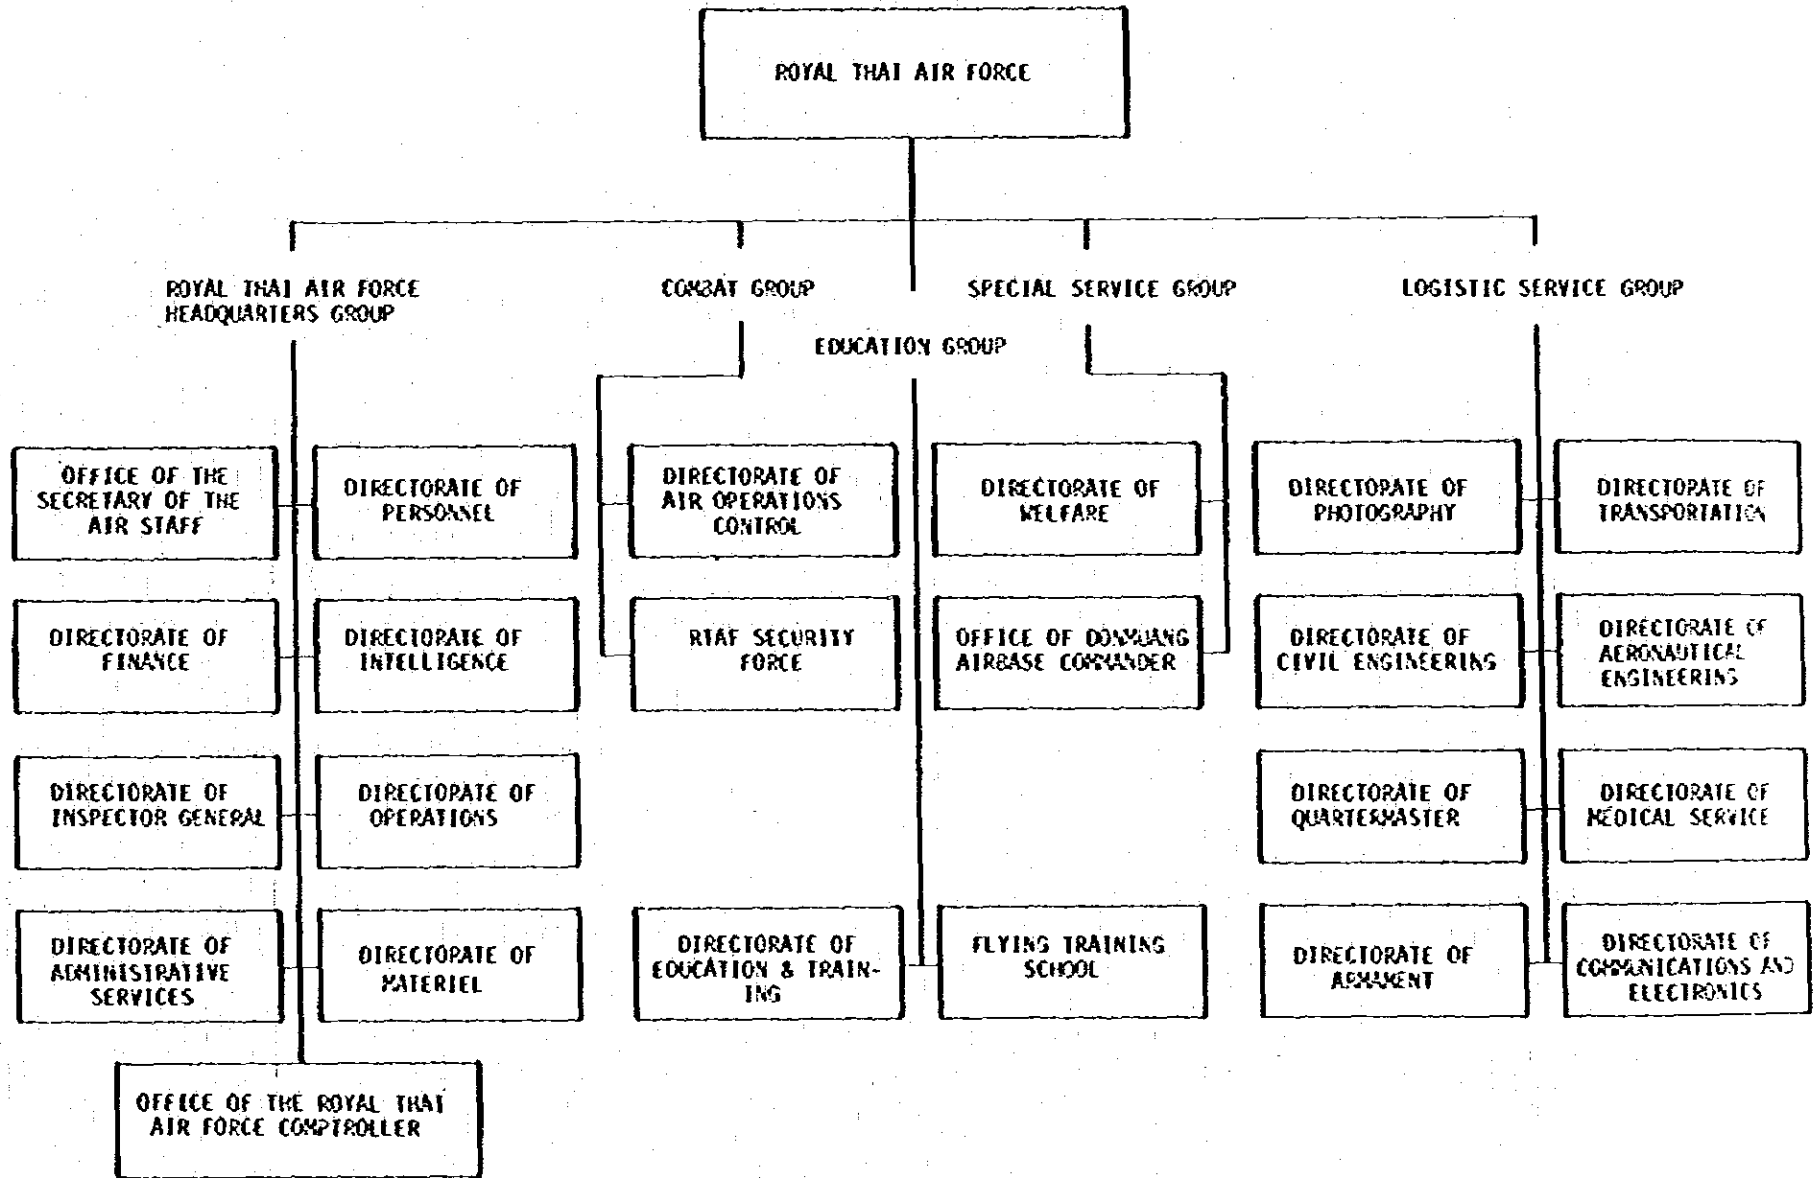 ROYAL THAI AIR FORCE
ROYAL THAI AIR FORCE
HEADQUARTERS GROUP
COMBAT GROUP
SPECIAL SERVICE GROUP
LOGISTIC SERVICE GROUP
EDUCATION GROUP
OFFICE OF THE
SECRETARY OF THE
AIR STAFF
DIRECTORATE OF
PERSONNEL
DIRECTORATE OF
AIR OPERATIONS
CONTROL
DIRECTORATE OF
WELFARE
DIRECTORATE OF
PHOTOGRAPHY
DIRECTORATE OF
TRANSPORTATION
DIRECTORATE OF
FINANCE
DIRECTORATE OF
INTELLIGENCE
RTAF SECURITY
FORCE
OFFICE OF DONMUANG
AIRBASE COMMANDER
DIRECTORATE OF
CIVIL ENGINEERING
DIRECTORATE OF
AERONAUTICAL
ENGINEERING
DIRECTORATE OF
INSPECTOR GENERAL
DIRECTORATE OF
OPERATIONS
DIRECTORATE OF
QUARTERMASTER
DIRECTORATE OF
MEDICAL SERVICE
DIRECTORATE OF
ADMINISTRATIVE
SERVICES
DIRECTORATE OF
MATERIEL
DIRECTORATE OF
EDUCATION & TRAIN-
ING
FLYING TRAINING
SCHOOL
DIRECTORATE OF
ARMAMENT
DIRECTORATE OF
COMMUNICATIONS AND
ELECTRONICS
OFFICE OF THE ROYAL THAI
AIR FORCE COMPTROLLER